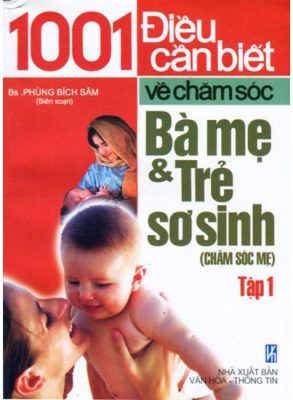 1001 Điều
cần biết
Bs .PHÙNG BÍCH SÂM
(Biên soạn)
về chăm sóc
Bà mẹ
& Trẻ
sơ sinh
(CHĂM SÓC MẸ)
Tập 1
NHÀ XUẤT BẢN
VĂN HÓA - THÔNG TIN